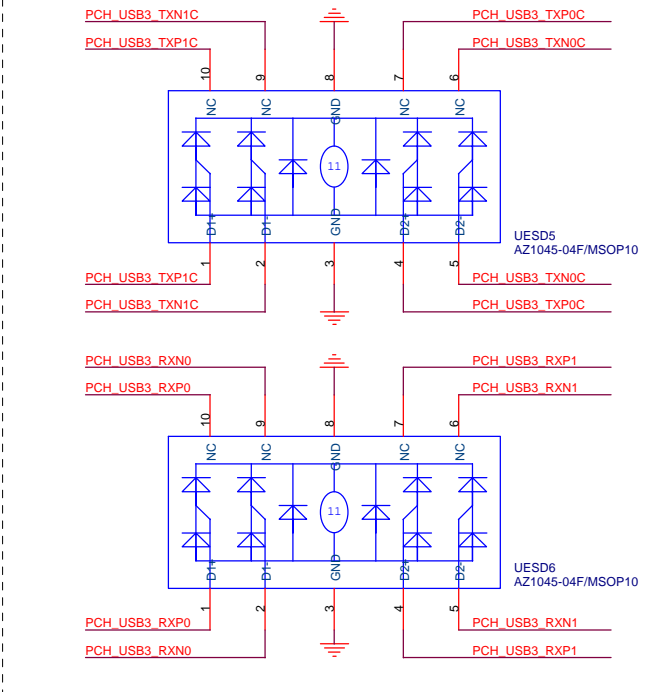 PCH_USB3_TXN1C PCH_USB3_TXP0C
PCH_USB3_TXP1C PCH_USB3_TXN0C
10 9 8 7 6
NC NC GND NC NC
11
D1+ D1- GND D2+ D2-
UESD5
AZ1045-04F/MSOP10
1 2 3 4 5
PCH_USB3_TXP1C PCH_USB3_TXN0C
PCH_USB3_TXN1C PCH_USB3_TXP0C
PCH_USB3_RXN0 PCH_USB3_RXP1
PCH_USB3_RXP0 PCH_USB3_RXN1
10 9 8 7 6
NC NC GND NC NC
11
D1+ D1- GND D2+ D2-
UESD6
AZ1045-04F/MSOP10
1 2 3 4 5
PCH_USB3_RXP0 PCH_USB3_RXN1
PCH_USB3_RXN0 PCH_USB3_RXP1